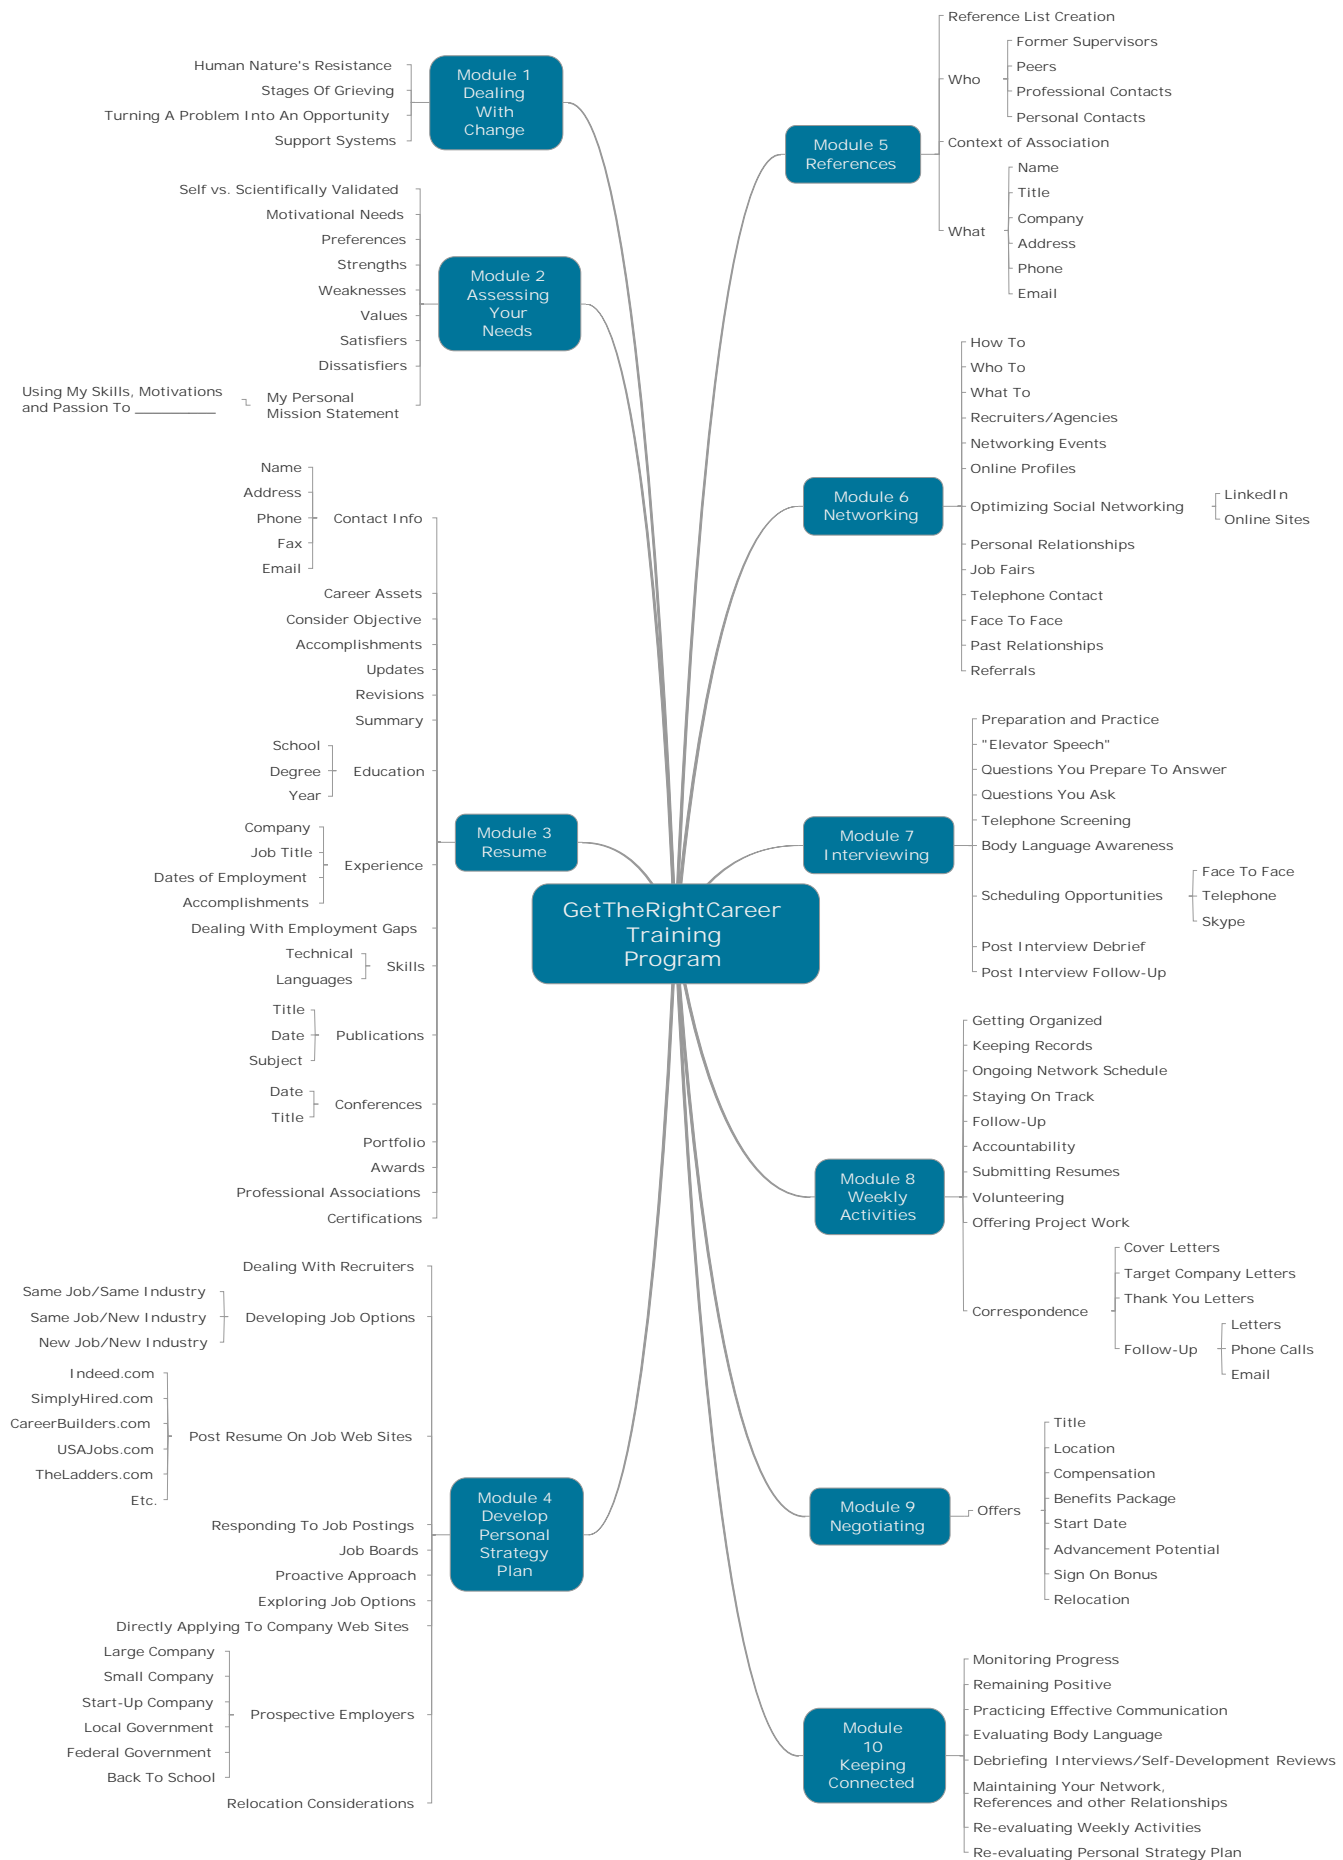 GetTheRightCareer
Training
Program
Module 1
Dealing
With
Change
Human Nature's Resistance
Stages Of Grieving
Turning A Problem Into An Opportunity
Support Systems
Module 2
Assessing
Your
Needs
Self vs. Scientifically Validated
Motivational Needs
Preferences
Strengths
Weaknesses
Values
Satisfiers
Dissatisfiers
My Personal
Mission Statement
Using My Skills, Motivations
and Passion To ___________
Module 3
Resume
Contact Info
Name
Address
Phone
Fax
Email
Career Assets
Consider Objective
Accomplishments
Updates
Revisions
Summary
Education
School
Degree
Year
Experience
Company
Job Title
Dates of Employment
Accomplishments
Dealing With Employment Gaps
Skills
Technical
Languages
Publications
Title
Date
Subject
Conferences
Date
Title
Portfolio
Awards
Professional Associations
Certifications
Module 4
Develop
Personal
Strategy
Plan
Dealing With Recruiters
Developing Job Options
Same Job/Same Industry
Same Job/New Industry
New Job/New Industry
Post Resume On Job Web Sites
Indeed.com
SimplyHired.com
CareerBuilders.com
USAJobs.com
TheLadders.com
Etc.
Responding To Job Postings
Job Boards
Proactive Approach
Exploring Job Options
Directly Applying To Company Web Sites
Prospective Employers
Large Company
Small Company
Start-Up Company
Local Government
Federal Government
Back To School
Relocation Considerations
Module 5
References
Reference List Creation
Who
Former Supervisors
Peers
Professional Contacts
Personal Contacts
Context of Association
What
Name
Title
Company
Address
Phone
Email
Module 6
Networking
How To
Who To
What To
Recruiters/Agencies
Networking Events
Online Profiles
Optimizing Social Networking
LinkedIn
Online Sites
Personal Relationships
Job Fairs
Telephone Contact
Face To Face
Past Relationships
Referrals
Module 7
Interviewing
Preparation and Practice
"Elevator Speech"
Questions You Prepare To Answer
Questions You Ask
Telephone Screening
Body Language Awareness
Scheduling Opportunities
Face To Face
Telephone
Skype
Post Interview Debrief
Post Interview Follow-Up
Module 8
Weekly
Activities
Getting Organized
Keeping Records
Ongoing Network Schedule
Staying On Track
Follow-Up
Accountability
Submitting Resumes
Volunteering
Offering Project Work
Correspondence
Cover Letters
Target Company Letters
Thank You Letters
Follow-Up
Letters
Phone Calls
Email
Module 9
Negotiating
Offers
Title
Location
Compensation
Benefits Package
Start Date
Advancement Potential
Sign On Bonus
Relocation
Module
10
Keeping
Connected
Monitoring Progress
Remaining Positive
Practicing Effective Communication
Evaluating Body Language
Debriefing Interviews/Self-Development Reviews
Maintaining Your Network,
References and other Relationships
Re-evaluating Weekly Activities
Re-evaluating Personal Strategy Plan